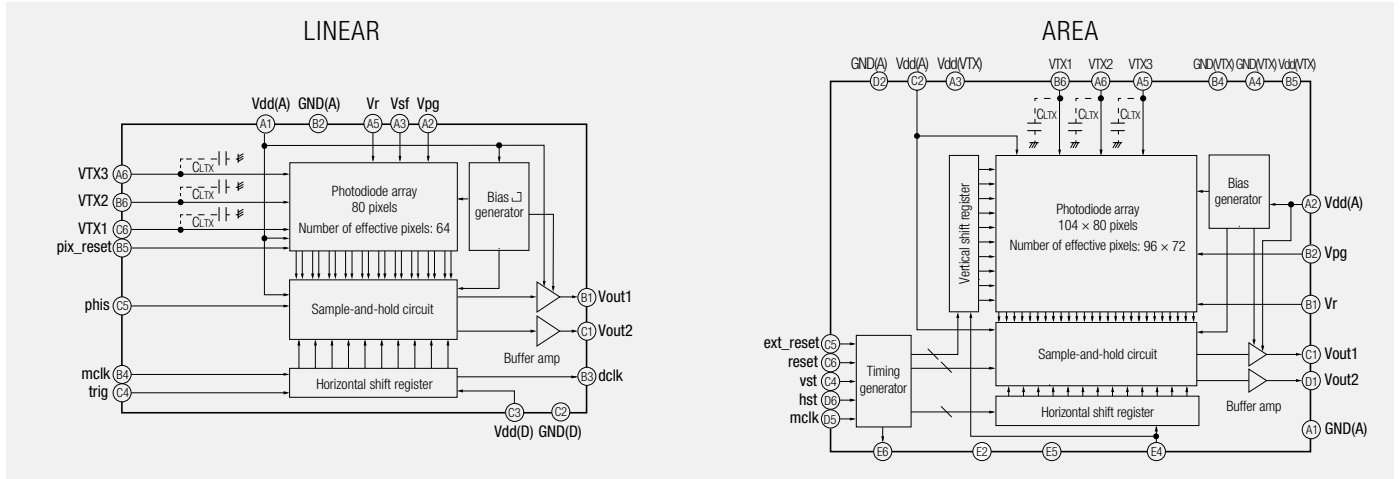 LINEAR
Vdd(A) GND(A) Vr Vsf Vpg
A1 B2 A5 A3 A2
VTX3 A6
CLTX
VTX2 B6
CLTX
VTX1 C6
CLTX
pix_reset B5
Photodiode array
80 pixels
Number of effective pixels: 64
Bias
generator
phis C5
Sample-and-hold circuit
B1 Vout1
C1 Vout2
Buffer amp
mclk B4
trig C4
Horizontal shift register
B3 dclk
C3 C2
Vdd(D) GND(D)
AREA
GND(A) Vdd(A) Vdd(VTX) VTX1 VTX2 VTX3 GND(VTX) GND(VTX) Vdd(VTX)
D2 C2 A3 B6 A6 A5 B4 A4 B5
CLTX CLTX CLTX
Vertical shift register
Photodiode array
104 × 80 pixels
Number of effective pixels: 96 × 72
Bias
generator
A2 Vdd(A)
B2 Vpg
B1 Vr
ext_reset C5
reset C6
vst C4
hst D6
mclk D5
Timing
generator
Sample-and-hold circuit
C1 Vout1
D1 Vout2
Buffer amp
Horizontal shift register
A1 GND(A)
E6 E2 E5 E4